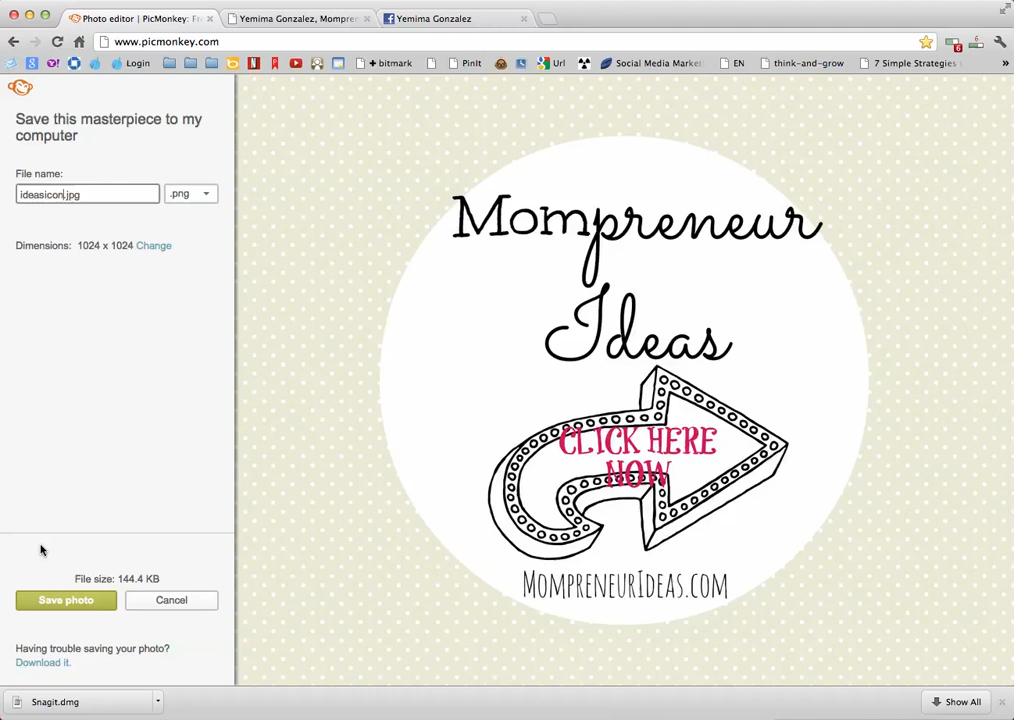 Photo editor | PicMonkey: Fr
Yemima Gonzalez, Mompren
Yemima Gonzalez
www.picmonkey.com
Login
+ bitmark
PinIt
Url
Social Media Market
EN
think-and-grow
7 Simple Strategies
»
6
6
Save this masterpiece to my
computer
File name:
ideasicon.jpg
.png
Dimensions: 1024 x 1024 Change
File size: 144.4 KB
Save photo
Cancel
Having trouble saving your photo?
Download it.
Mompreneur
Ideas
CLICK HERE
NOW
MompreneurIdeas.com
Snagit.dmg
Show All